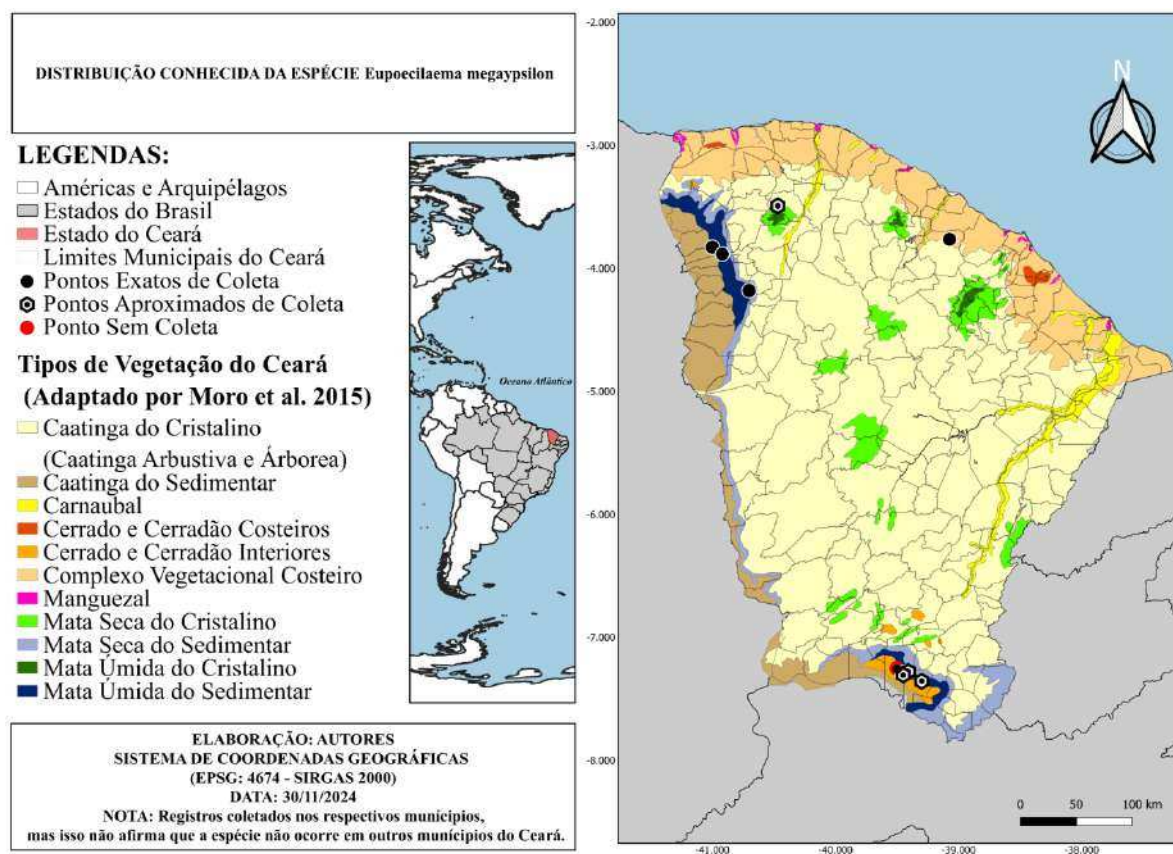 DISTRIBUIÇÃO CONHECIDA DA ESPÉCIE Eupoecilaema megaypsilon
LEGENDAS:
Américas e Arquipélagos
Estados do Brasil
Estado do Ceará
Limites Municipais do Ceará
Pontos Exatos de Coleta
Pontos Aproximados de Coleta
Ponto Sem Coleta
Tipos de Vegetação do Ceará
(Adaptado por Moro et al. 2015)
Caatinga do Cristalino
(Caatinga Arbustiva e Árborea)
Caatinga do Sedimentar
Carnaubal
Cerrado e Cerradão Costeiros
Cerrado e Cerradão Interiores
Complexo Vegetacional Costeiro
Manguezal
Mata Seca do Cristalino
Mata Seca do Sedimentar
Mata Úmida do Cristalino
Mata Úmida do Sedimentar
ELABORAÇÃO: AUTORES
SISTEMA DE COORDENADAS GEOGRÁFICAS
(EPSG: 4674 - SIRGAS 2000)
DATA: 30/11/2024
NOTA: Registros coletados nos respectivos municípios,
mas isso não afirma que a espécie não ocorre em outros municípios do Ceará.
Oceano Atlântico
-2.000
-3.000
-4.000
-5.000
-6.000
-7.000
-8.000
N
0 50 100 km
-41.000 -40.000 -39.000 -38.000